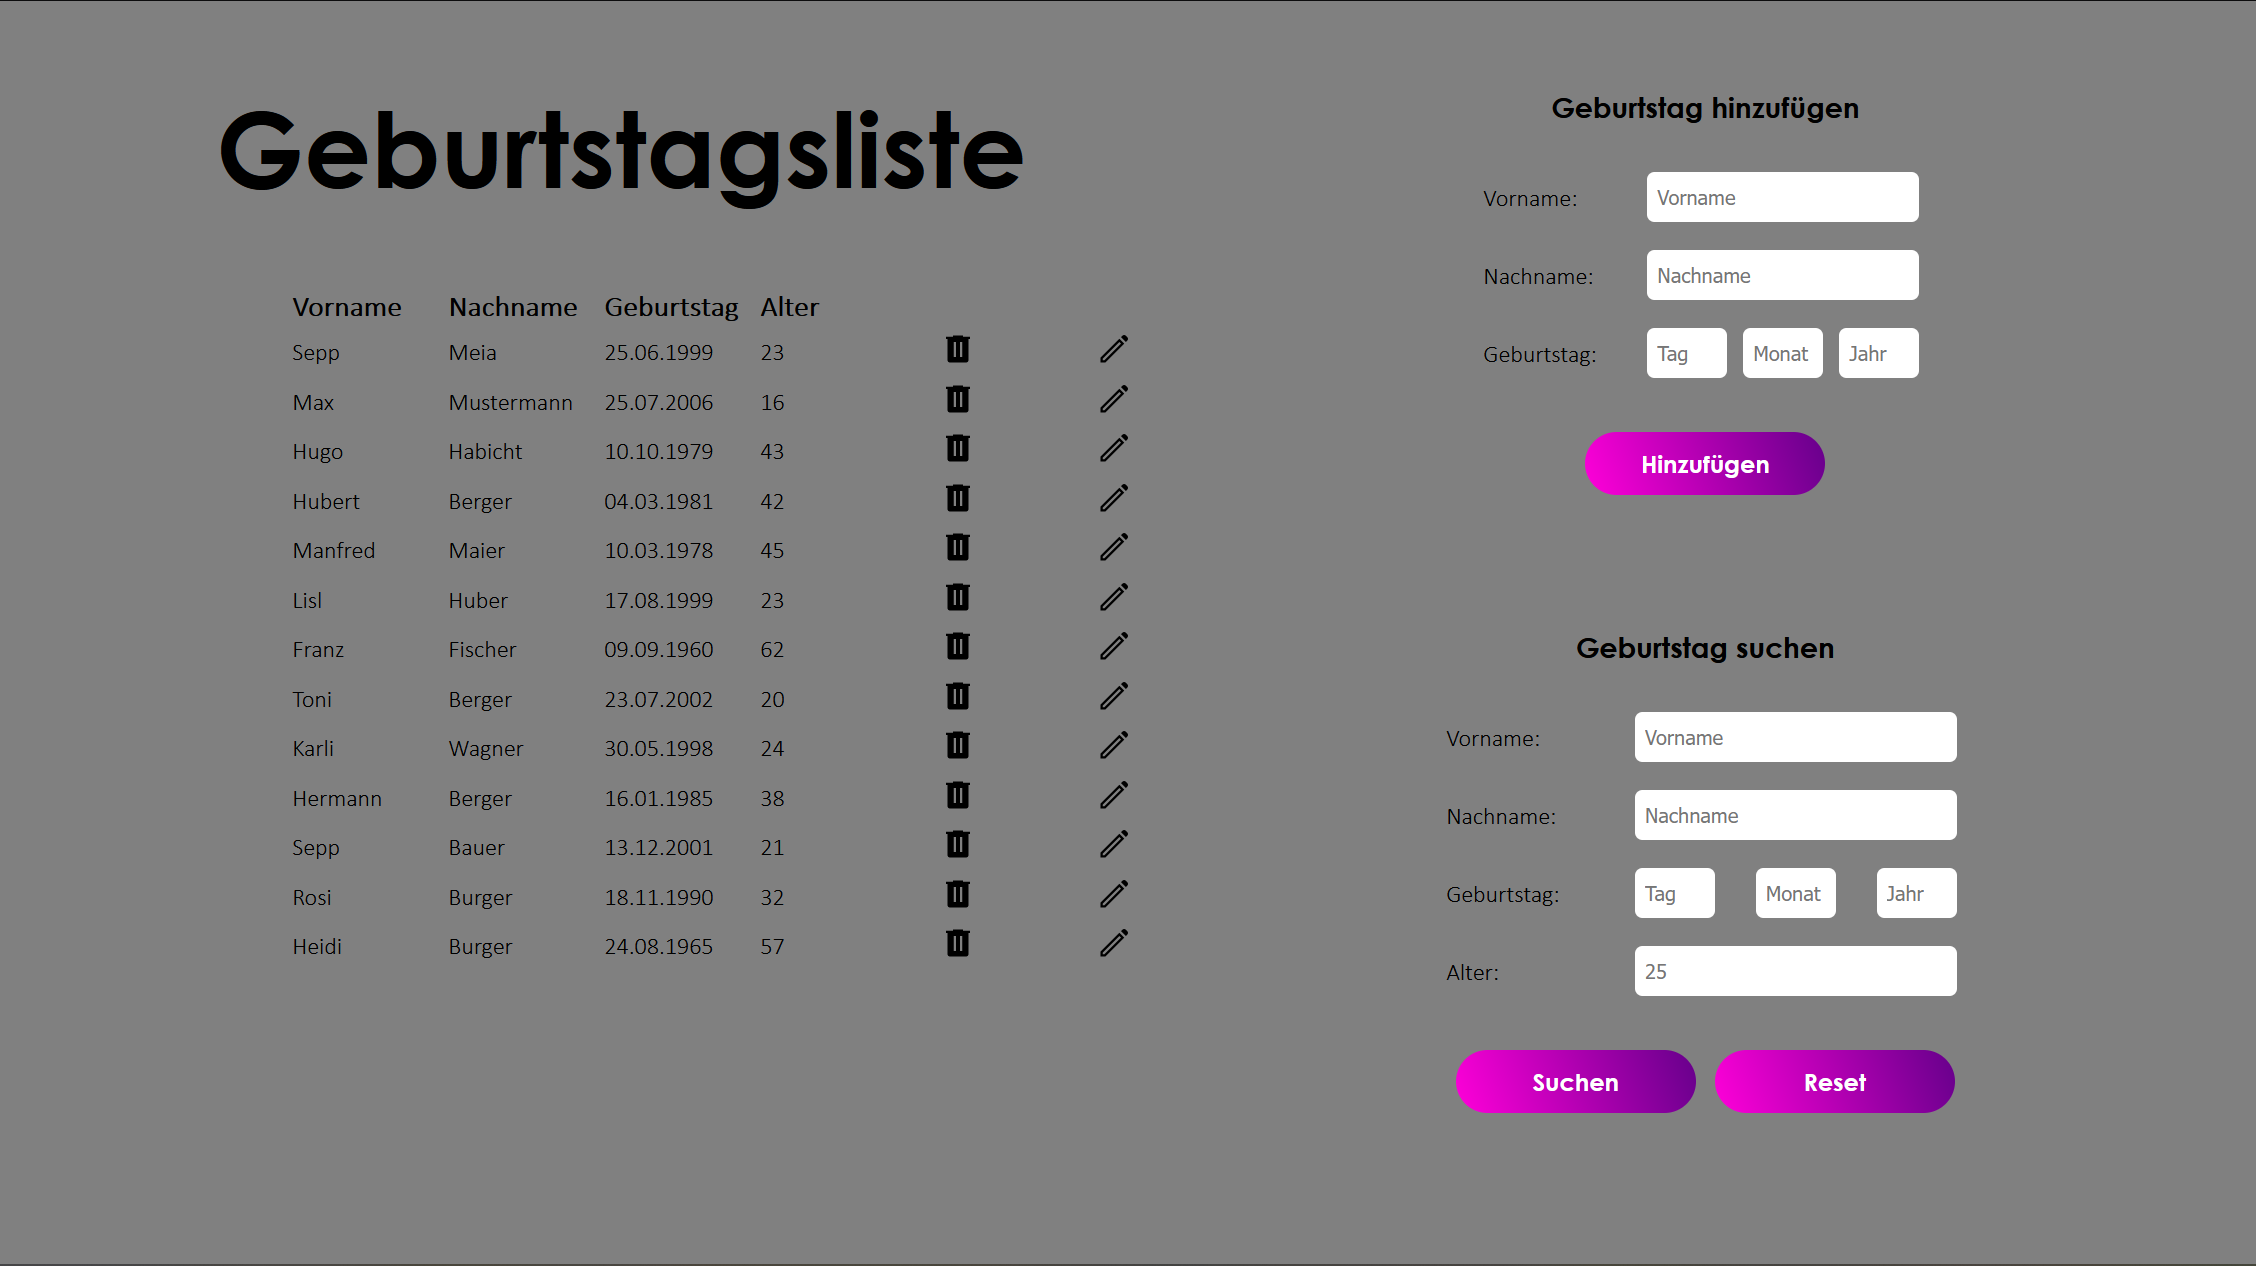 Geburtstagsliste
Vorname Nachname Geburtstag Alter
Sepp Meia 25.06.1999 23
Max Mustermann 25.07.2006 16
Hugo Habicht 10.10.1979 43
Hubert Berger 04.03.1981 42
Manfred Maier 10.03.1978 45
Lisl Huber 17.08.1999 23
Franz Fischer 09.09.1960 62
Toni Berger 23.07.2002 20
Karli Wagner 30.05.1998 24
Hermann Berger 16.01.1985 38
Sepp Bauer 13.12.2001 21
Rosi Burger 18.11.1990 32
Heidi Burger 24.08.1965 57
Geburtstag hinzufügen
Vorname: Vorname
Nachname: Nachname
Geburtstag: Tag Monat Jahr
Hinzufügen
Geburtstag suchen
Vorname: Vorname
Nachname: Nachname
Geburtstag: Tag Monat Jahr
Alter: 25
Suchen Reset